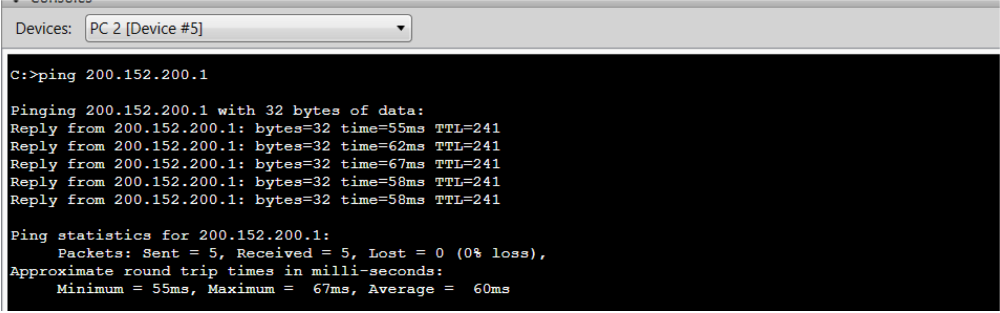 Consoles
Devices: PC 2 [Device #5]
C:>ping 200.152.200.1
Pinging 200.152.200.1 with 32 bytes of data:
Reply from 200.152.200.1: bytes=32 time=55ms TTL=241
Reply from 200.152.200.1: bytes=32 time=62ms TTL=241
Reply from 200.152.200.1: bytes=32 time=67ms TTL=241
Reply from 200.152.200.1: bytes=32 time=58ms TTL=241
Reply from 200.152.200.1: bytes=32 time=58ms TTL=241
Ping statistics for 200.152.200.1:
Packets: Sent = 5, Received = 5, Lost = 0 (0% loss),
Approximate round trip times in milli-seconds:
Minimum = 55ms, Maximum =  67ms, Average =  60ms